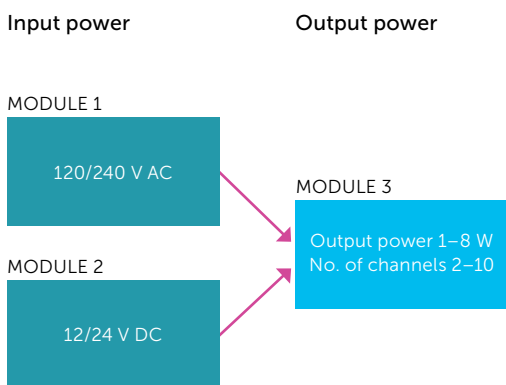 Input power
Output power
MODULE 1
120/240 V AC
MODULE 2
12/24 V DC
MODULE 3
Output power 1–8 W
No. of channels 2–10